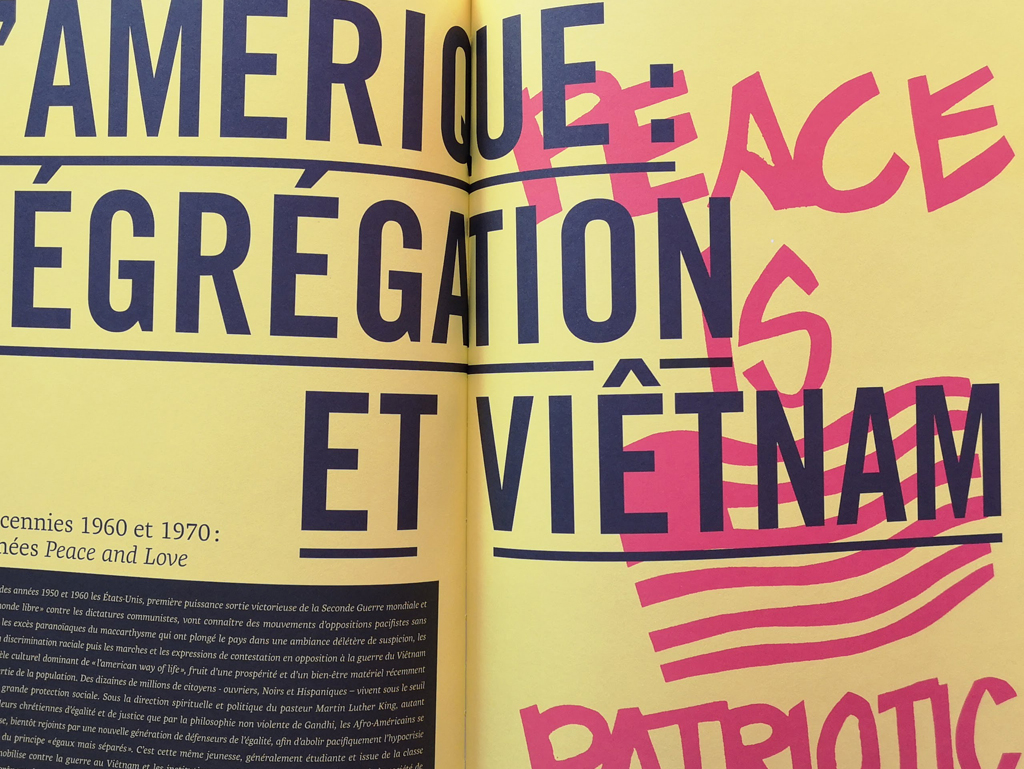 ’AMÉRIQUE :
ÉGRÉGATION
ET VIÊTNAM
PEACE
IS
PATRIOTIC
cennies 1960 et 1970 :
nées Peace and Love
des années 1950 et 1960 les États-Unis, première puissance sortie victorieuse de la Seconde Guerre mondiale et
onde libre » contre les dictatures communistes, vont connaître des mouvements d’oppositions pacifistes sans
les excès paranoïaques du maccarthysme qui ont plongé le pays dans une ambiance délétère de suspicion, les
discrimination raciale puis les marches et les expressions de contestation en opposition à la guerre du Viêtnam
èle culturel dominant de « l’american way of life », fruit d’une prospérité et d’un bien-être matériel récemment
rtie de la population. Des dizaines de millions de citoyens - ouvriers, Noirs et Hispaniques – vivent sous le seuil
grande protection sociale. Sous la direction spirituelle et politique du pasteur Martin Luther King, autant
leurs chrétiennes d’égalité et de justice que par la philosophie non violente de Gandhi, les Afro-Américains se
se, bientôt rejoints par une nouvelle génération de défenseurs de l’égalité, afin d’abolir pacifiquement l’hypocrisie
du principe « égaux mais séparés ». C’est cette même jeunesse, généralement étudiante et issue de la classe
mobilise contre la guerre au Viêtnam et les